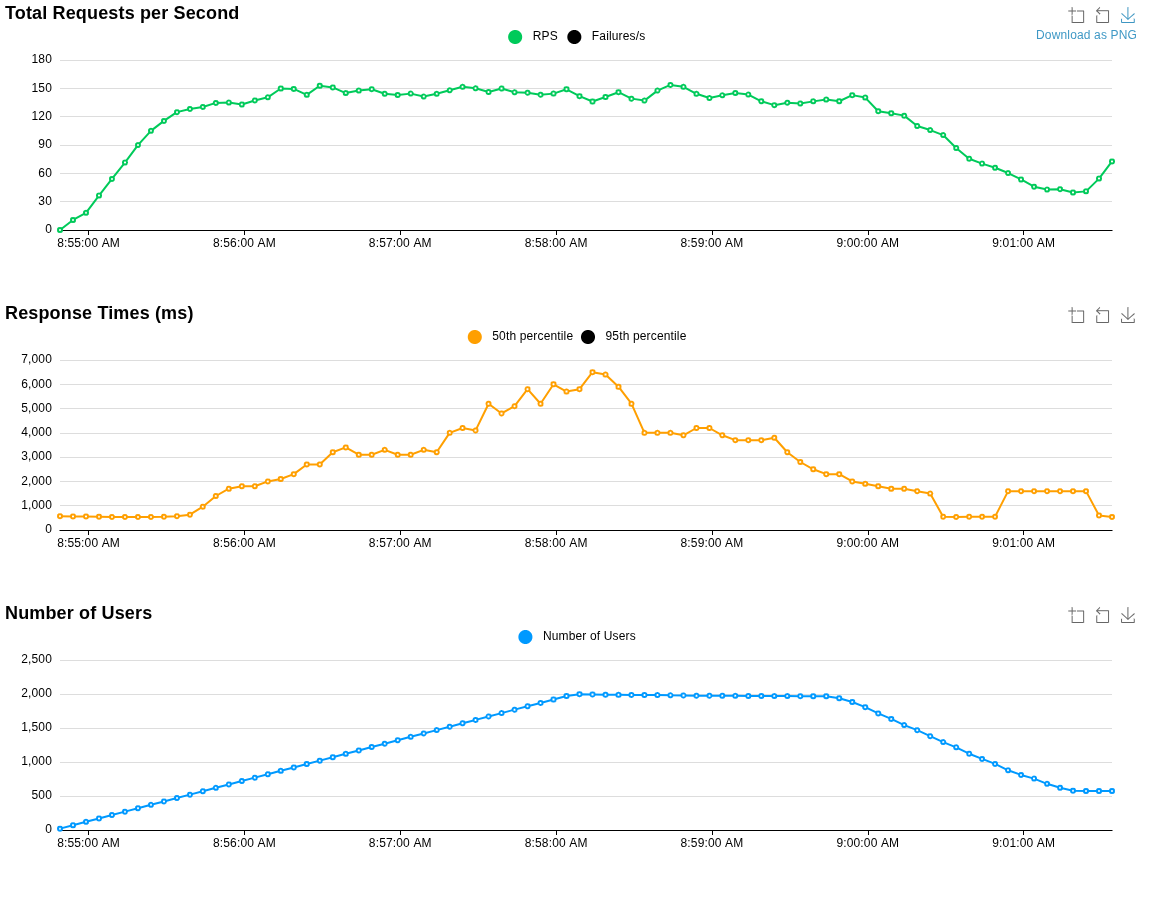 Total Requests per Second
Download as PNG
RPS Failures/s
180
150
120
90
60
30
0
8:55:00 AM 8:56:00 AM 8:57:00 AM 8:58:00 AM 8:59:00 AM 9:00:00 AM 9:01:00 AM
Response Times (ms)
50th percentile 95th percentile
7,000
6,000
5,000
4,000
3,000
2,000
1,000
0
8:55:00 AM 8:56:00 AM 8:57:00 AM 8:58:00 AM 8:59:00 AM 9:00:00 AM 9:01:00 AM
Number of Users
Number of Users
2,500
2,000
1,500
1,000
500
0
8:55:00 AM 8:56:00 AM 8:57:00 AM 8:58:00 AM 8:59:00 AM 9:00:00 AM 9:01:00 AM